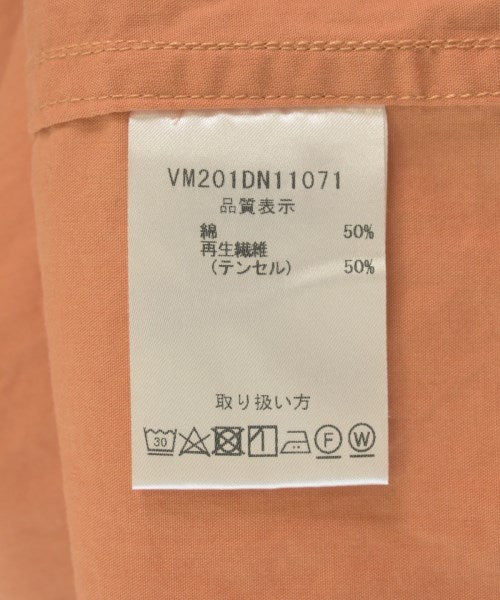 VM201DN11071
品質表示
綿 50%
再生繊維
(テンセル) 50%
取り扱い方
30 F W